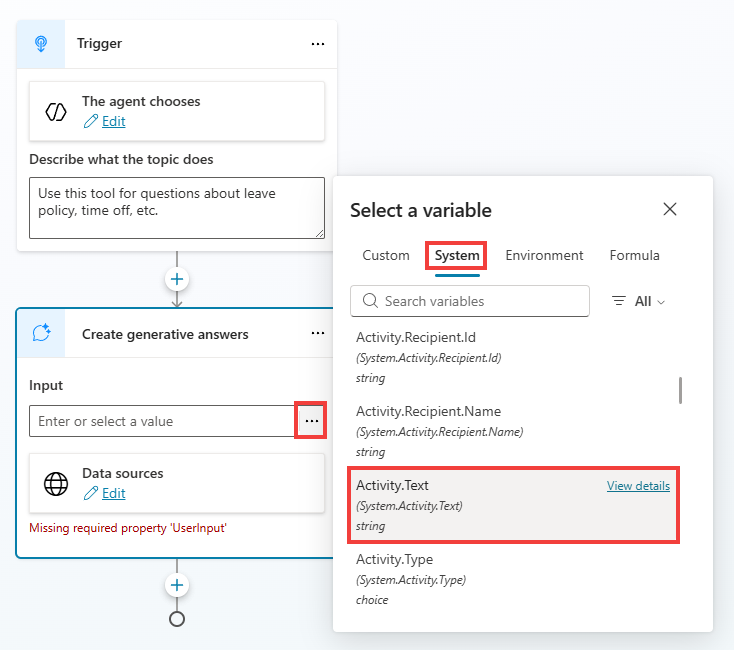 Trigger
The agent chooses
Edit
Describe what the topic does
Use this tool for questions about leave
policy, time off, etc.
Create generative answers
Input
Enter or select a value
Data sources
Edit
Missing required property 'UserInput'
Select a variable
Custom System Environment Formula
Search variables All
Activity.Recipient.Id
(System.Activity.Recipient.Id)
string
Activity.Recipient.Name
(System.Activity.Recipient.Name)
string
Activity.Text View details
(System.Activity.Text)
string
Activity.Type
(System.Activity.Type)
choice